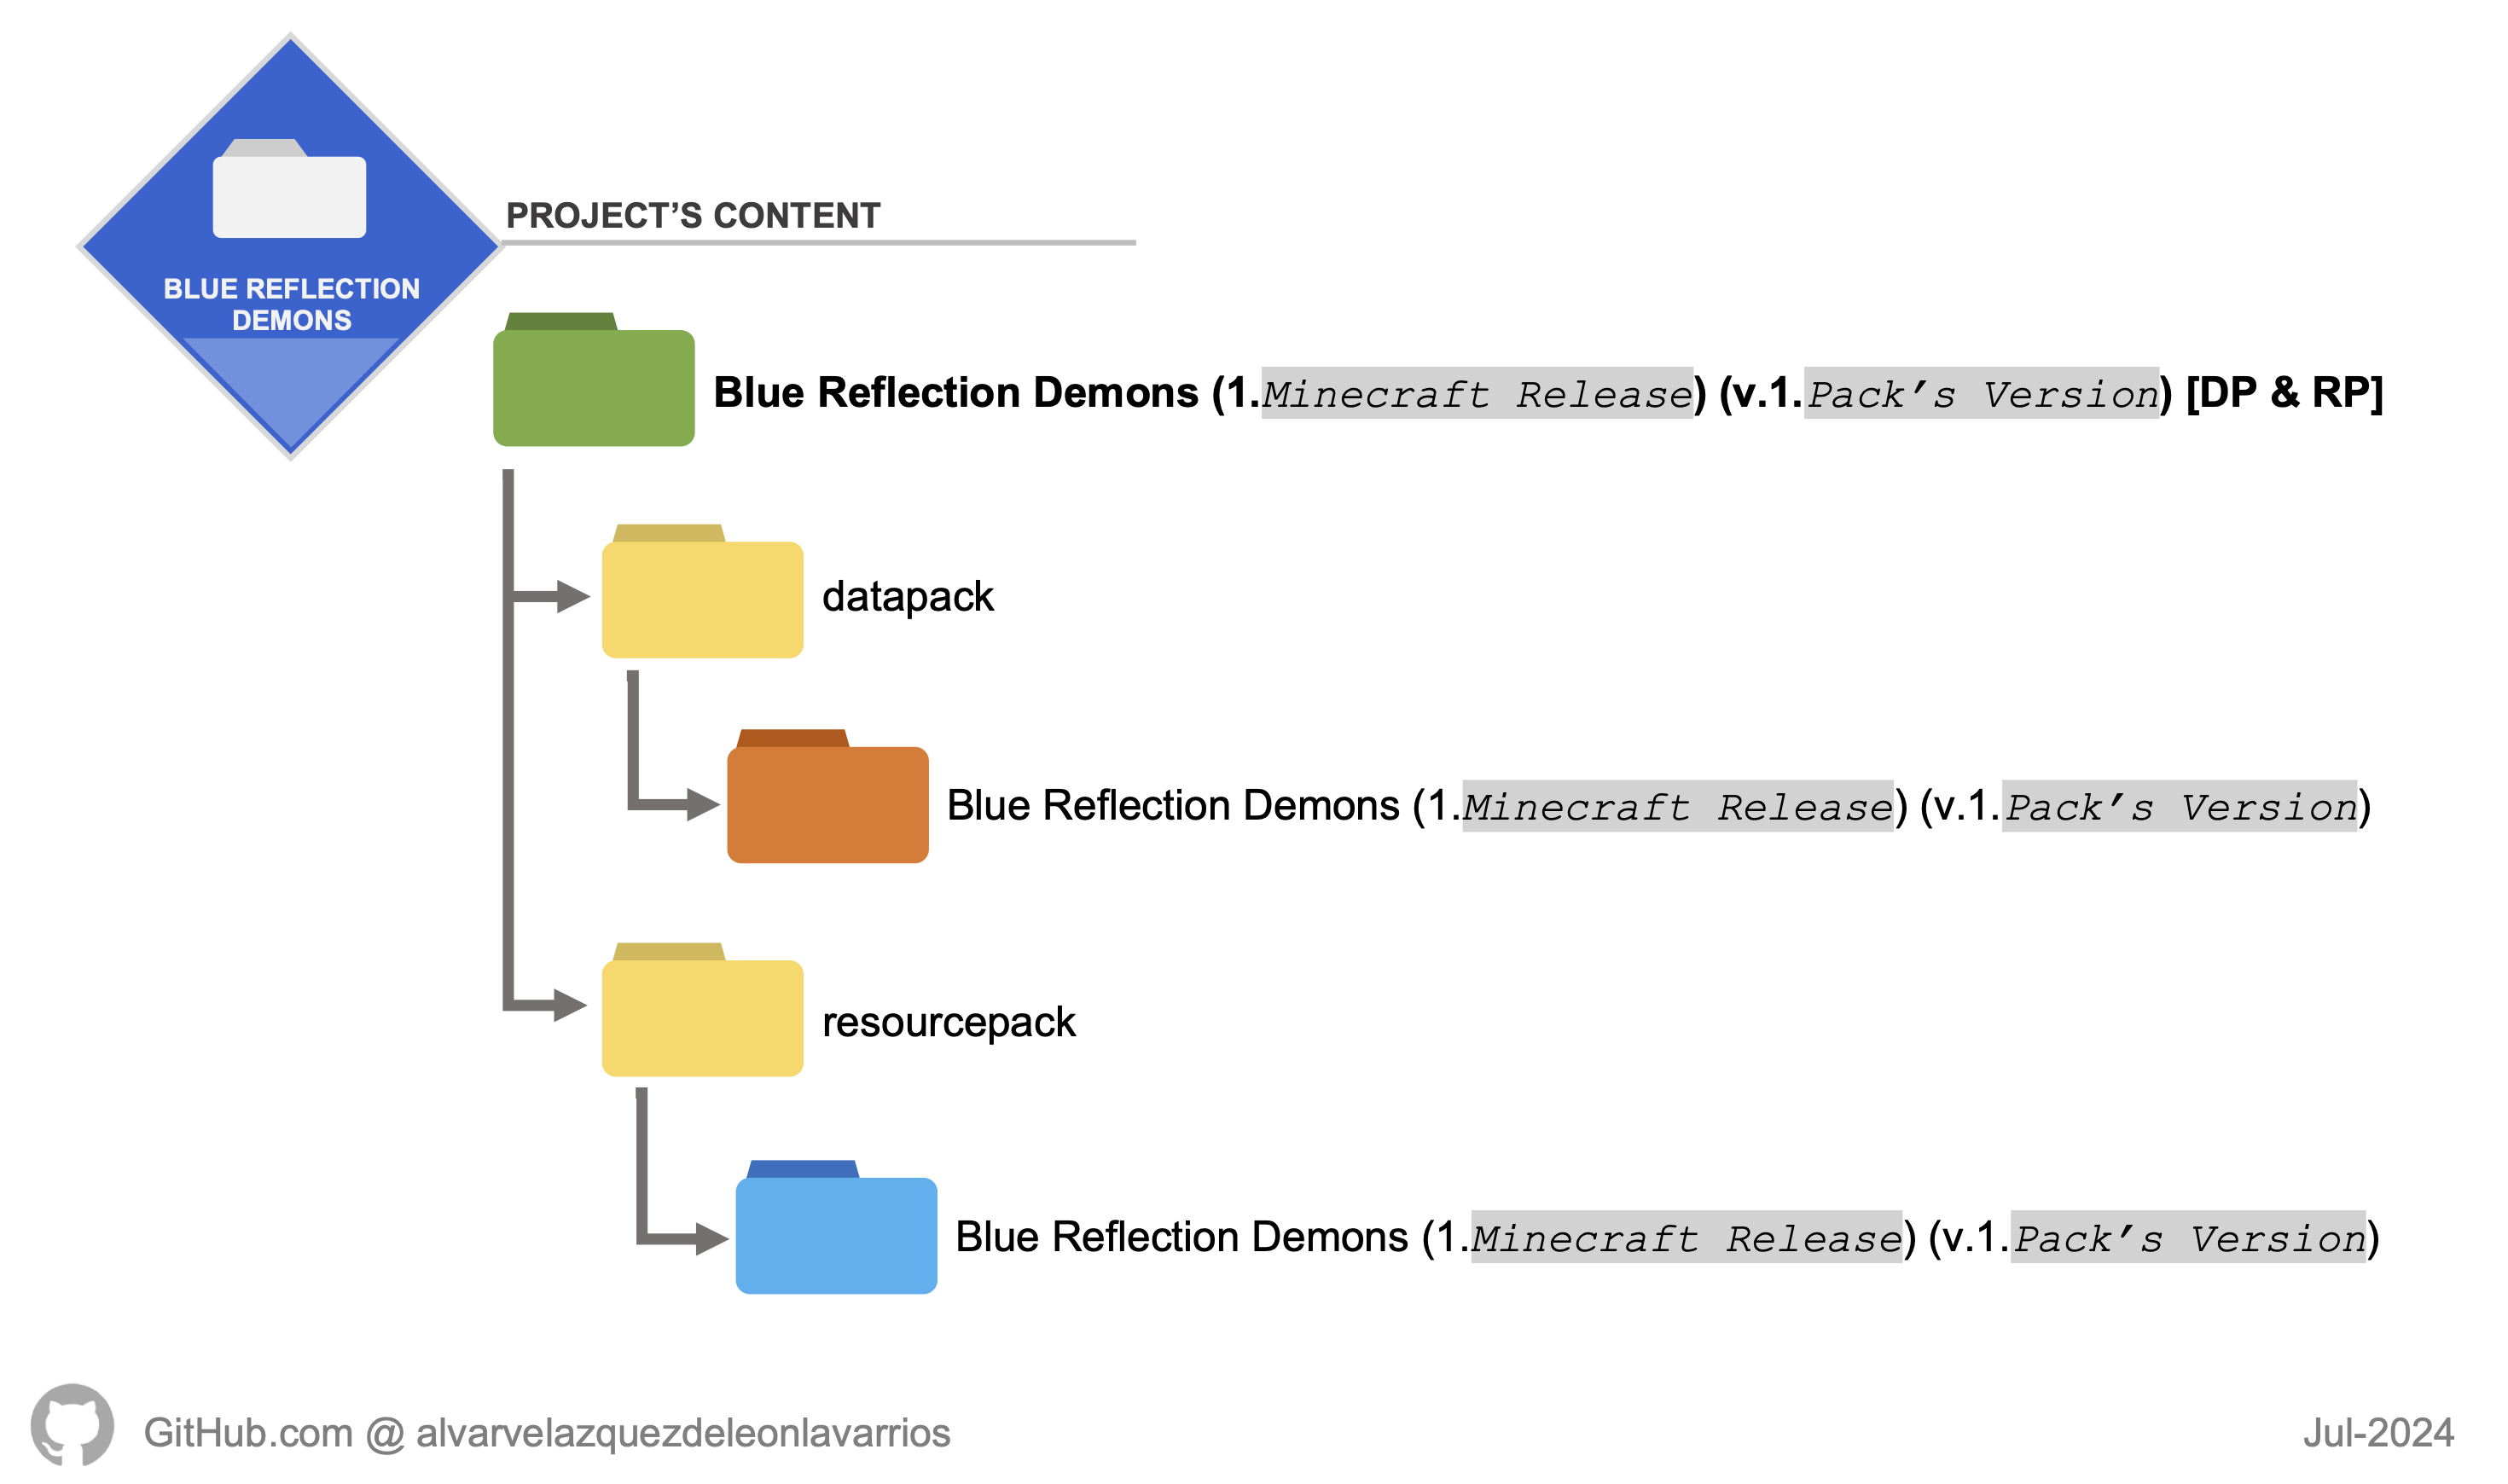 PROJECT’S CONTENT
BLUE REFLECTION
DEMONS
Blue Reflection Demons (1.Minecraft Release) (v.1.Pack’s Version) [DP & RP]
datapack
Blue Reflection Demons (1.Minecraft Release) (v.1.Pack’s Version)
resourcepack
Blue Reflection Demons (1.Minecraft Release) (v.1.Pack’s Version)
GitHub.com @ alvarvelazquezdeleonlavarrios
Jul-2024